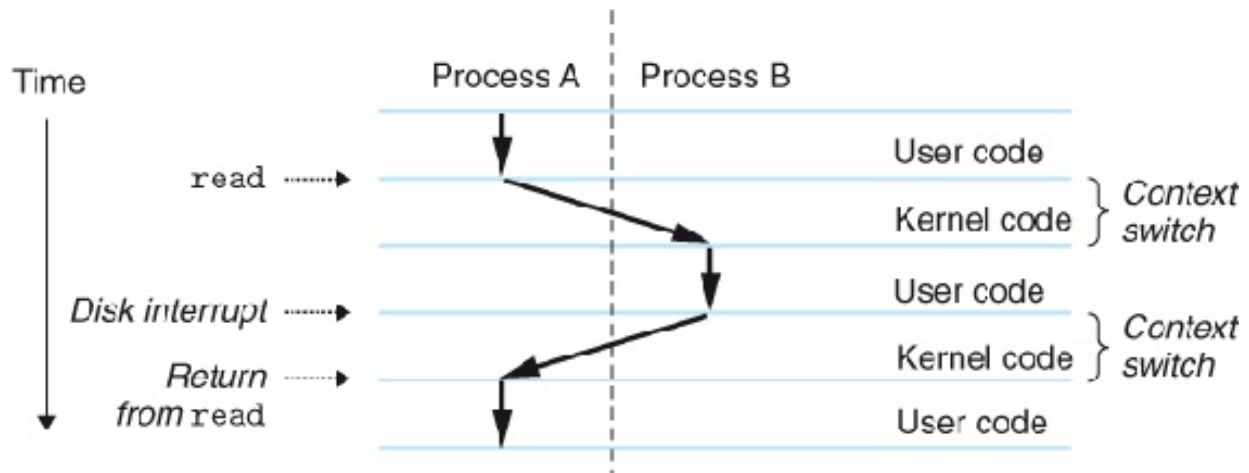 Process A Process B
Time
User code
read
Context
Kernel code
switch
User code
Disk interrupt
Context
Kernel code
switch
Return
from read
User code